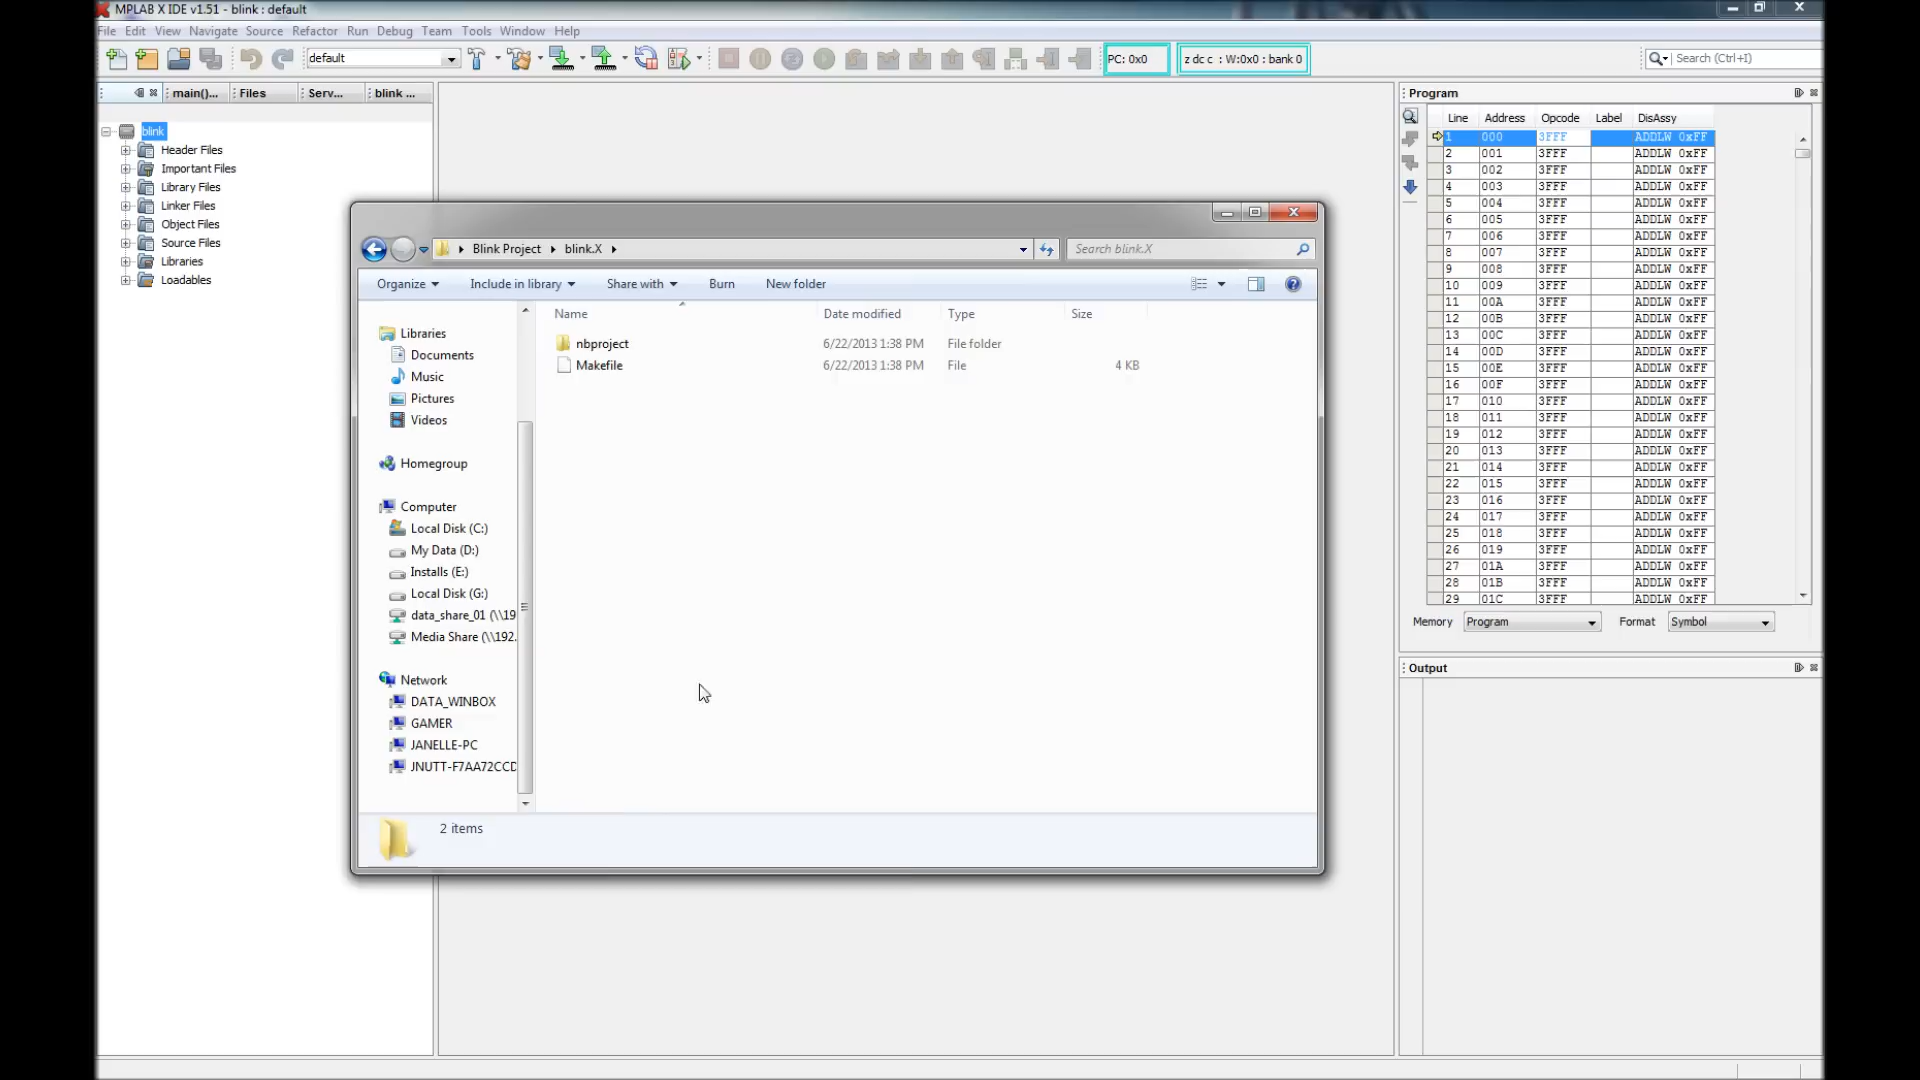 MPLAB X IDE v1.51 - blink : default
File Edit View Navigate Source Refactor Run Debug Team Tools Window Help
default
PC: 0x0
z dc c : W:0x0 : bank 0
Search (Ctrl+I)
main()... Files Serv... blink ...
blink
Header Files
Important Files
Library Files
Linker Files
Object Files
Source Files
Libraries
Loadables
Blink Project blink.X
Search blink.X
Organize Include in library Share with Burn New folder
Name Date modified Type Size
nbproject 6/22/2013 1:38 PM File folder
Makefile 6/22/2013 1:38 PM File 4 KB
Libraries
Documents
Music
Pictures
Videos
Homegroup
Computer
Local Disk (C:)
My Data (D:)
Installs (E:)
Local Disk (G:)
data_share_01 (\\19
Media Share (\\192.
Network
DATA_WINBOX
GAMER
JANELLE-PC
JNUTT-F7AA72CCD
2 items
Program
Line Address Opcode Label DisAssy
1 000 3FFF ADDLW 0xFF
2 001 3FFF ADDLW 0xFF
3 002 3FFF ADDLW 0xFF
4 003 3FFF ADDLW 0xFF
5 004 3FFF ADDLW 0xFF
6 005 3FFF ADDLW 0xFF
7 006 3FFF ADDLW 0xFF
8 007 3FFF ADDLW 0xFF
9 008 3FFF ADDLW 0xFF
10 009 3FFF ADDLW 0xFF
11 00A 3FFF ADDLW 0xFF
12 00B 3FFF ADDLW 0xFF
13 00C 3FFF ADDLW 0xFF
14 00D 3FFF ADDLW 0xFF
15 00E 3FFF ADDLW 0xFF
16 00F 3FFF ADDLW 0xFF
17 010 3FFF ADDLW 0xFF
18 011 3FFF ADDLW 0xFF
19 012 3FFF ADDLW 0xFF
20 013 3FFF ADDLW 0xFF
21 014 3FFF ADDLW 0xFF
22 015 3FFF ADDLW 0xFF
23 016 3FFF ADDLW 0xFF
24 017 3FFF ADDLW 0xFF
25 018 3FFF ADDLW 0xFF
26 019 3FFF ADDLW 0xFF
27 01A 3FFF ADDLW 0xFF
28 01B 3FFF ADDLW 0xFF
29 01C 3FFF ADDLW 0xFF
Memory Program Format Symbol
Output